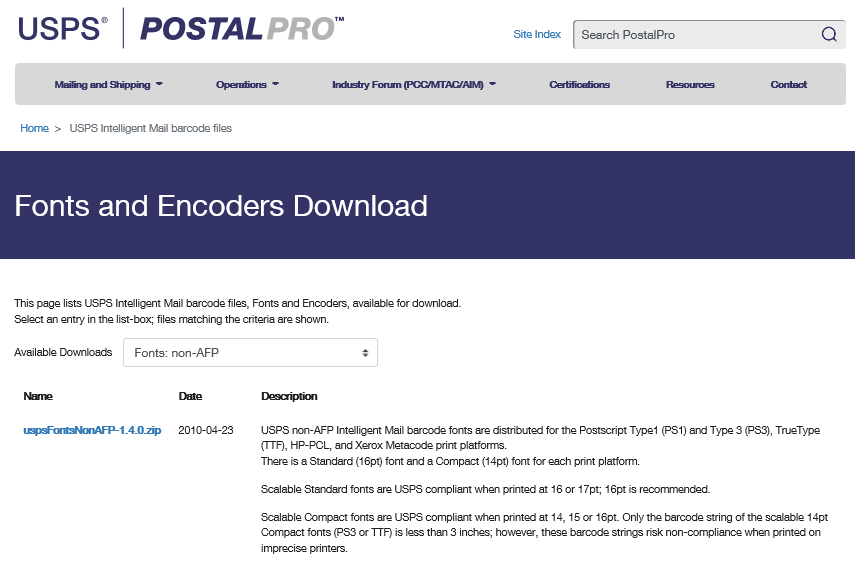 USPS® POSTALPRO™
Site Index Search PostalPro
Mailing and Shipping Operations Industry Forum (PCC/MTAC/AIM) Certifications Resources Contact
Home > USPS Intelligent Mail barcode files
Fonts and Encoders Download
This page lists USPS Intelligent Mail barcode files, Fonts and Encoders, available for download.
Select an entry in the list-box; files matching the criteria are shown.
Available Downloads Fonts: non-AFP
Name Date Description
uspsFontsNonAFP-1.4.0.zip 2010-04-23 USPS non-AFP Intelligent Mail barcode fonts are distributed for the Postscript Type1 (PS1) and Type 3 (PS3), TrueType
(TTF), HP-PCL, and Xerox Metacode print platforms.
There is a Standard (16pt) font and a Compact (14pt) font for each print platform.
Scalable Standard fonts are USPS compliant when printed at 16 or 17pt; 16pt is recommended.
Scalable Compact fonts are USPS compliant when printed at 14, 15 or 16pt. Only the barcode string of the scalable 14pt
Compact fonts (PS3 or TTF) is less than 3 inches; however, these barcode strings risk non-compliance when printed on
imprecise printers.